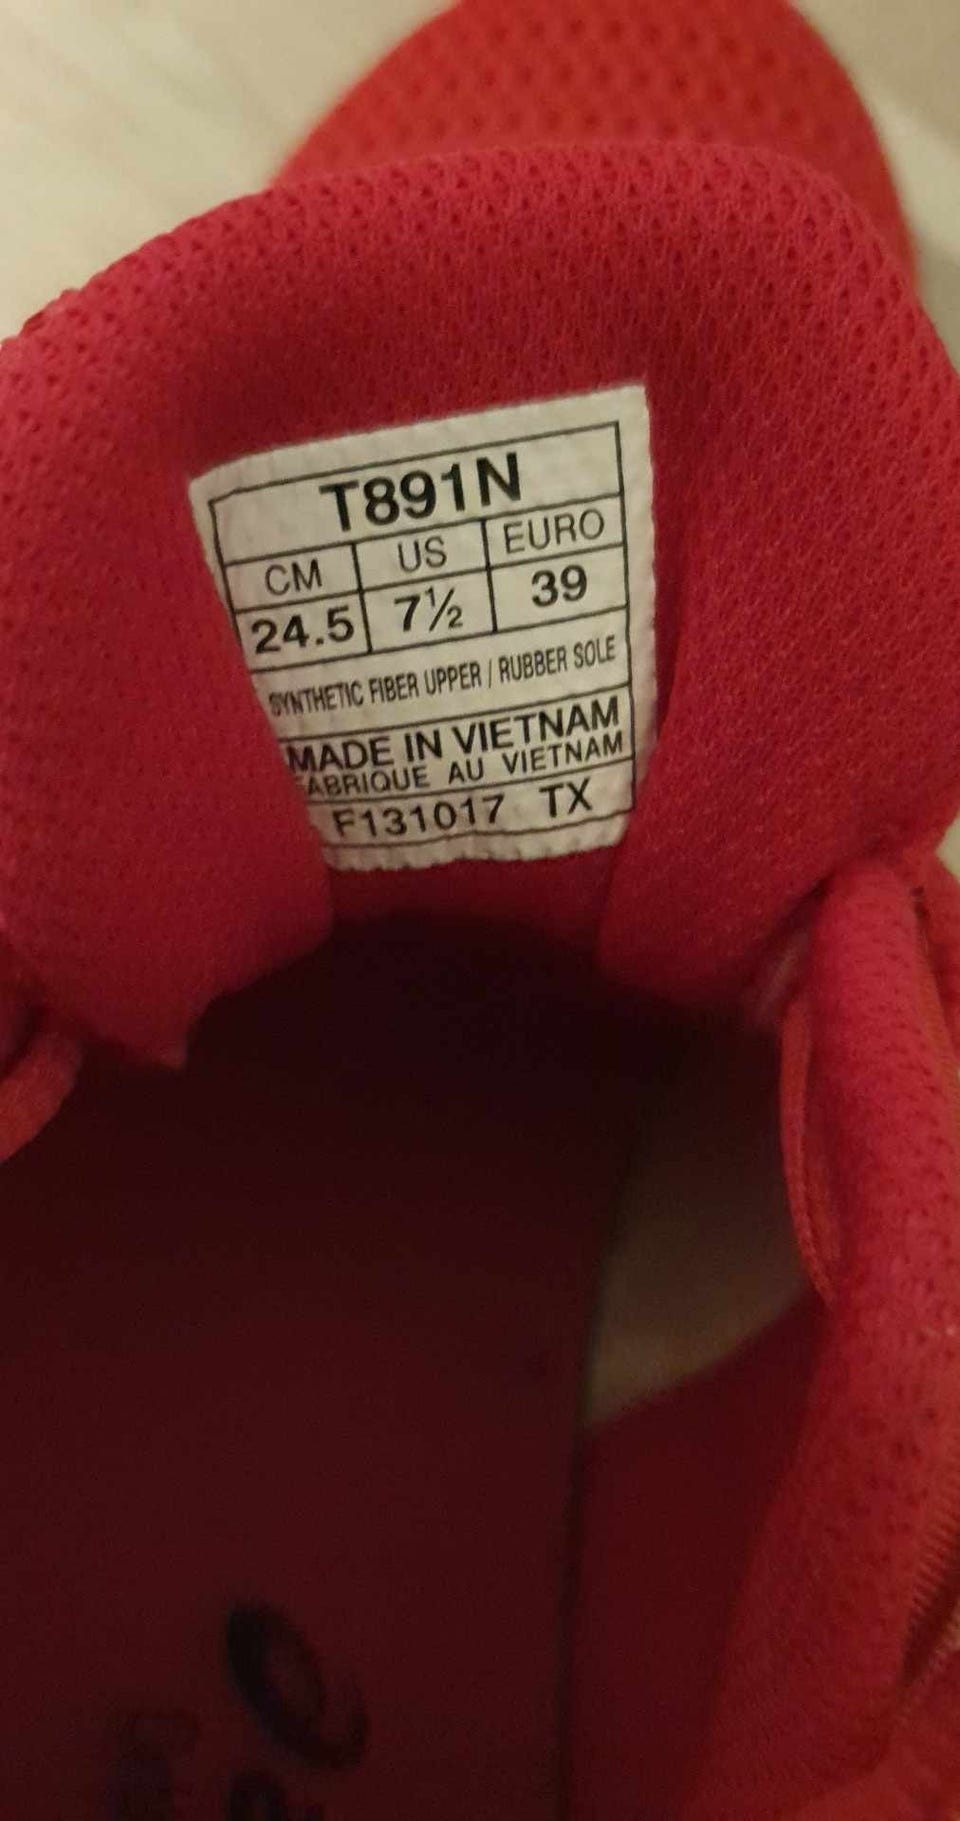 T891N
CM US EURO
24.5 7½ 39
SYNTHETIC FIBER UPPER / RUBBER SOLE
MADE IN VIETNAM
FABRIQUE AU VIETNAM
F131017 TX